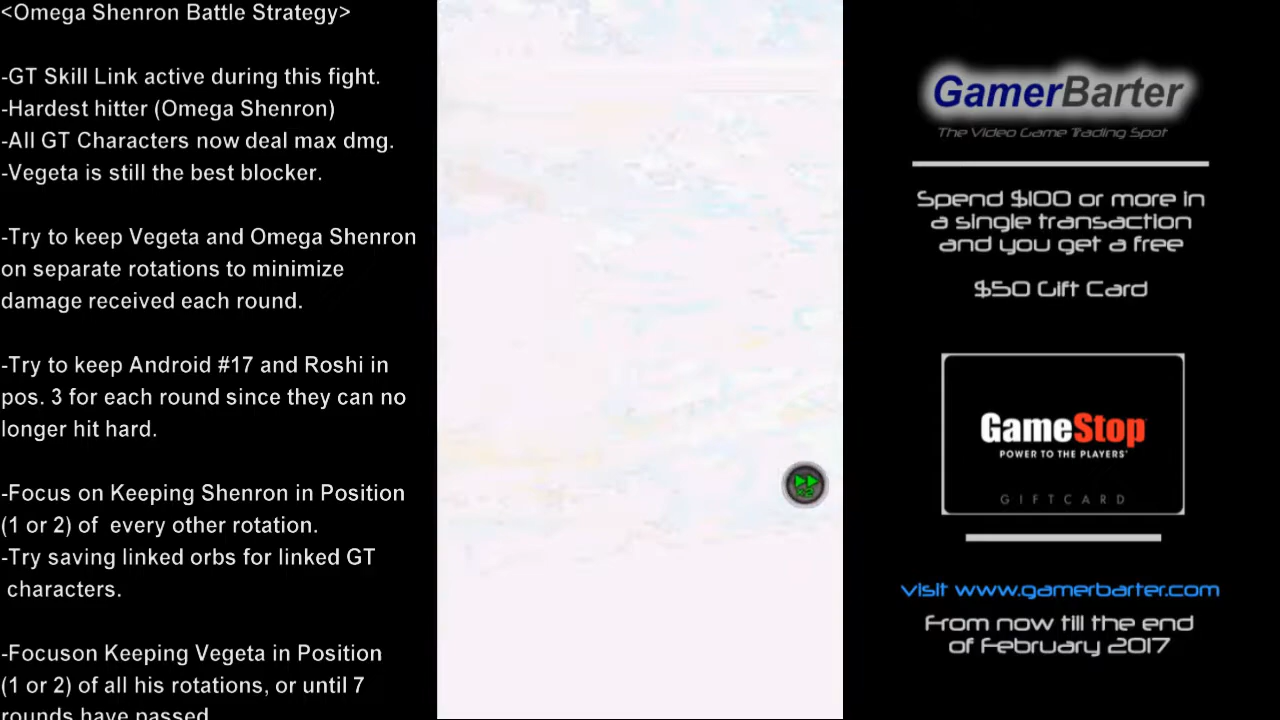 <Omega Shenron Battle Strategy>
-GT Skill Link active during this fight.
-Hardest hitter (Omega Shenron)
-All GT Characters now deal max dmg.
-Vegeta is still the best blocker.
-Try to keep Vegeta and Omega Shenron
on separate rotations to minimize
damage received each round.
-Try to keep Android #17 and Roshi in
pos. 3 for each round since they can no
longer hit hard.
-Focus on Keeping Shenron in Position
(1 or 2) of every other rotation.
-Try saving linked orbs for linked GT
characters.
-Focuson Keeping Vegeta in Position
(1 or 2) of all his rotations, or until 7
rounds have passed
x2
GamerBarter
The Video Game Trading Spot
Spend $100 or more in
a single transaction
and you get a free
$50 Gift Card
GameStop
POWER TO THE PLAYERS
GIFTCARD
visit www.gamerbarter.com
From now till the end
of February 2017